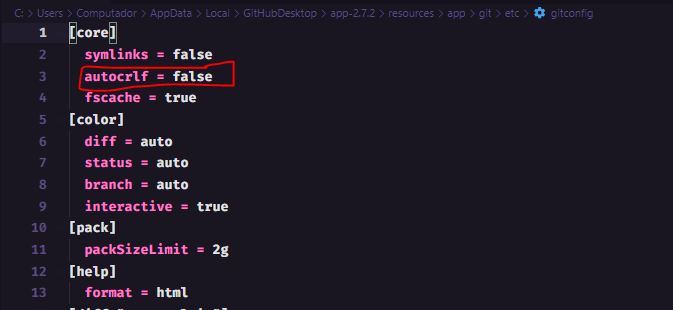 C: > Users > Computador > AppData > Local > GitHubDesktop > app-2.7.2 > resources > app > git > etc > gitconfig
1 [core]
2 symlinks = false
3 autocrlf = false
4 fscache = true
5 [color]
6 diff = auto
7 status = auto
8 branch = auto
9 interactive = true
10 [pack]
11 packSizeLimit = 2g
12 [help]
13 format = html